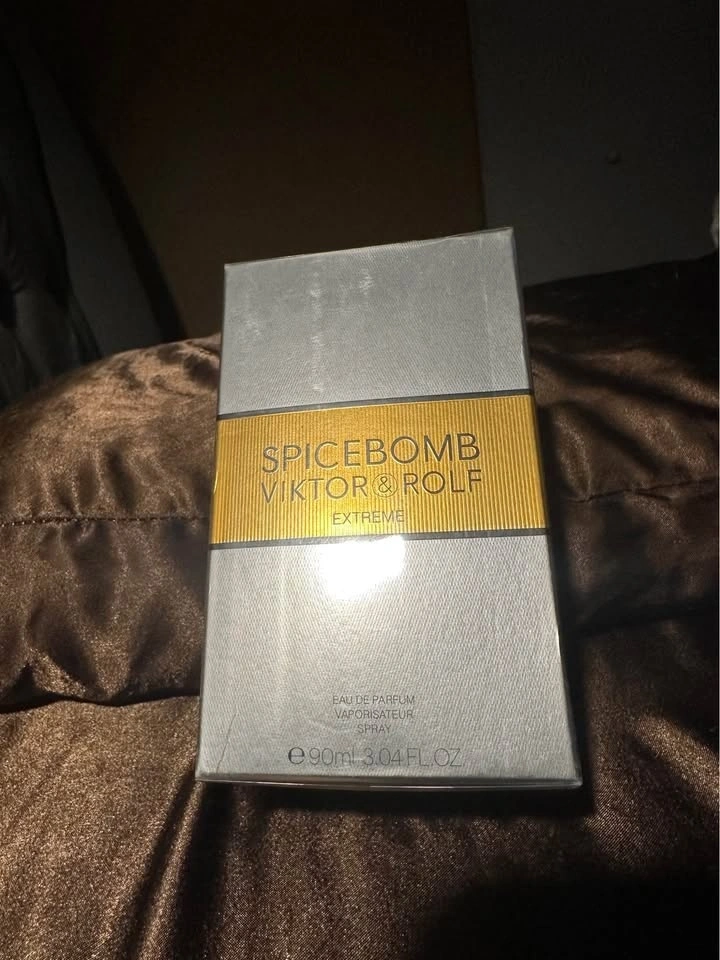 SPICEBOMB
VIKTOR & ROLF
EXTREME
EAU DE PARFUM
VAPORISATEUR
SPRAY
℮ 90ml 3.04 FL.OZ.